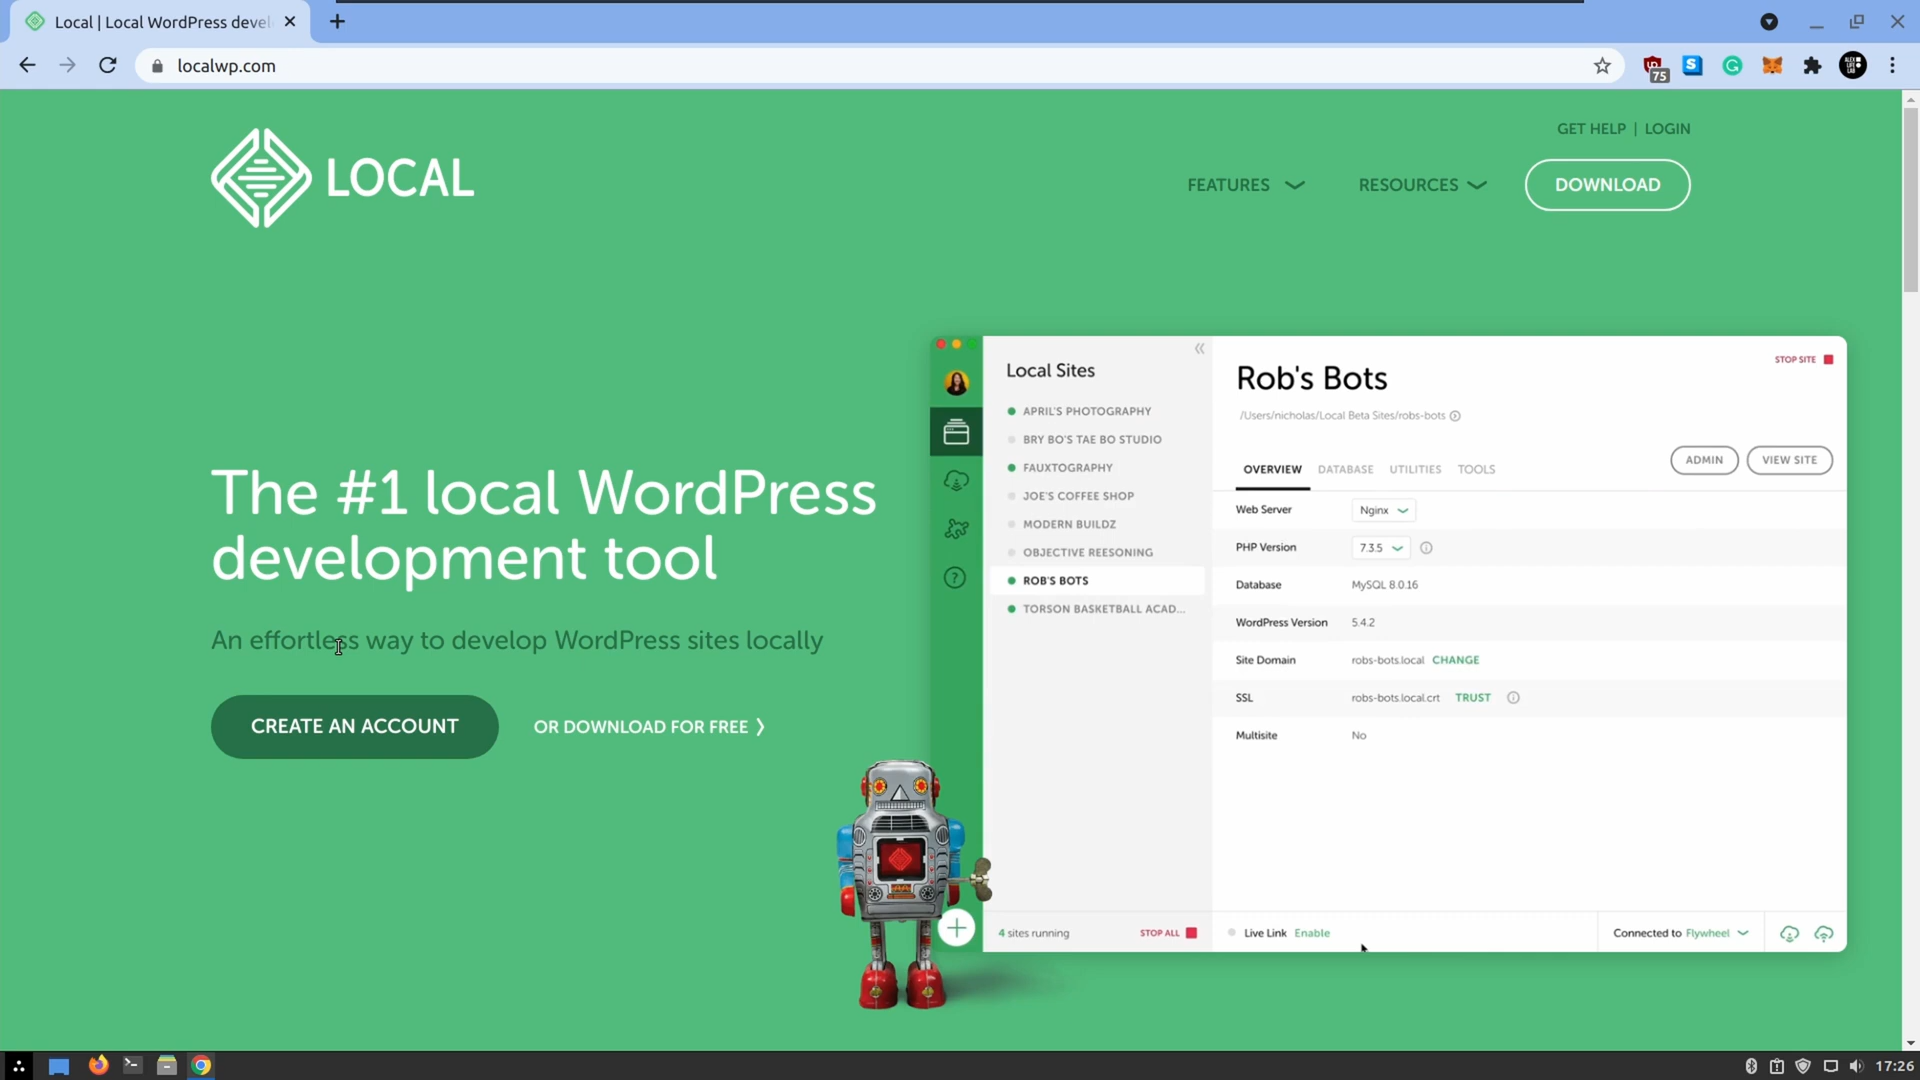 Local | Local WordPress devel
localwp.com
75
GET HELP | LOGIN
LOCAL
FEATURES
RESOURCES
DOWNLOAD
The #1 local WordPress
development tool
An effortless way to develop WordPress sites locally
CREATE AN ACCOUNT
OR DOWNLOAD FOR FREE ❭
Local Sites
APRIL'S PHOTOGRAPHY
BRY BO'S TAE BO STUDIO
FAUXTOGRAPHY
JOE'S COFFEE SHOP
MODERN BUILDZ
OBJECTIVE REESONING
ROB'S BOTS
TORSON BASKETBALL ACAD...
4 sites running
STOP ALL
Rob's Bots
STOP SITE
/Users/nicholas/Local Beta Sites/robs-bots
OVERVIEW DATABASE UTILITIES TOOLS
ADMIN
VIEW SITE
Web Server Nginx
PHP Version 7.3.5
Database MySQL 8.0.16
WordPress Version 5.4.2
Site Domain robs-bots.local CHANGE
SSL robs-bots.local.crt TRUST
Multisite No
Live Link Enable
Connected to Flywheel
17:26